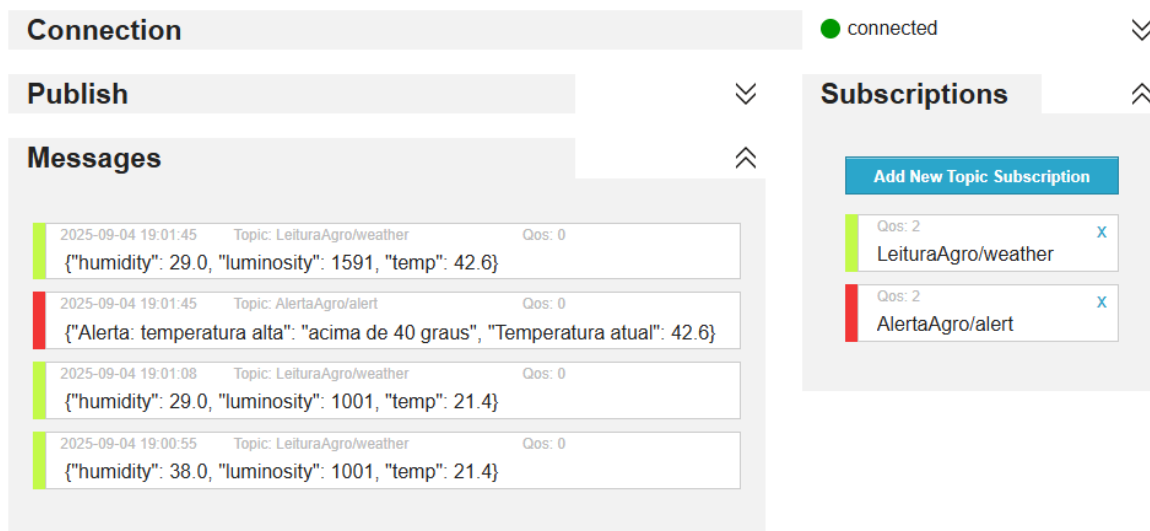 Connection
connected
Publish
Messages
2025-09-04 19:01:45 Topic: LeituraAgro/weather Qos: 0
{"humidity": 29.0, "luminosity": 1591, "temp": 42.6}
2025-09-04 19:01:45 Topic: AlertaAgro/alert Qos: 0
{"Alerta: temperatura alta": "acima de 40 graus", "Temperatura atual": 42.6}
2025-09-04 19:01:08 Topic: LeituraAgro/weather Qos: 0
{"humidity": 29.0, "luminosity": 1001, "temp": 21.4}
2025-09-04 19:00:55 Topic: LeituraAgro/weather Qos: 0
{"humidity": 38.0, "luminosity": 1001, "temp": 21.4}
Subscriptions
Add New Topic Subscription
Qos: 2 x
LeituraAgro/weather
Qos: 2 x
AlertaAgro/alert